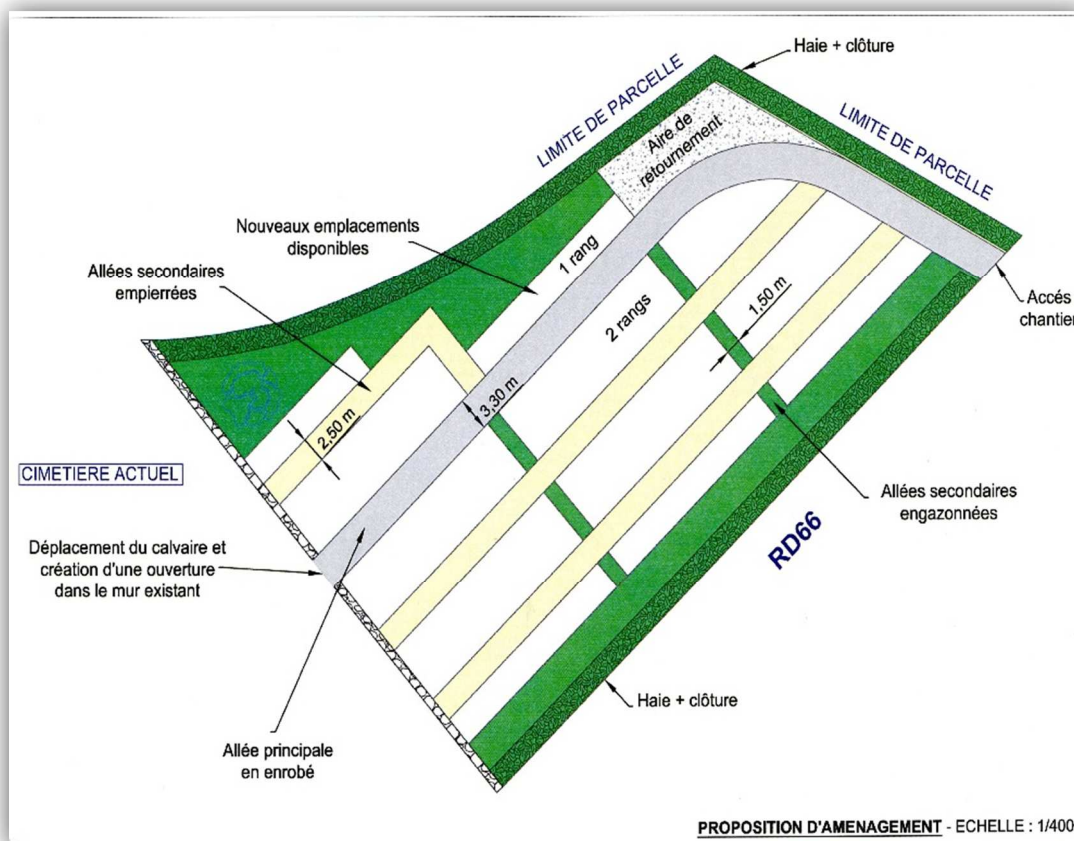 Haie + clôture
LIMITE DE PARCELLE
LIMITE DE PARCELLE
Aire de
retournement
Nouveaux emplacements
disponibles
1 rang
Allées secondaires
empierrées
2 rangs
1,50 m
Accés
chantier
3,30 m
2,50 m
CIMETIERE ACTUEL
Allées secondaires
engazonnées
RD66
Déplacement du calvaire et
création d'une ouverture
dans le mur existant
Haie + clôture
Allée principale
en enrobé
PROPOSITION D'AMENAGEMENT - ECHELLE : 1/400